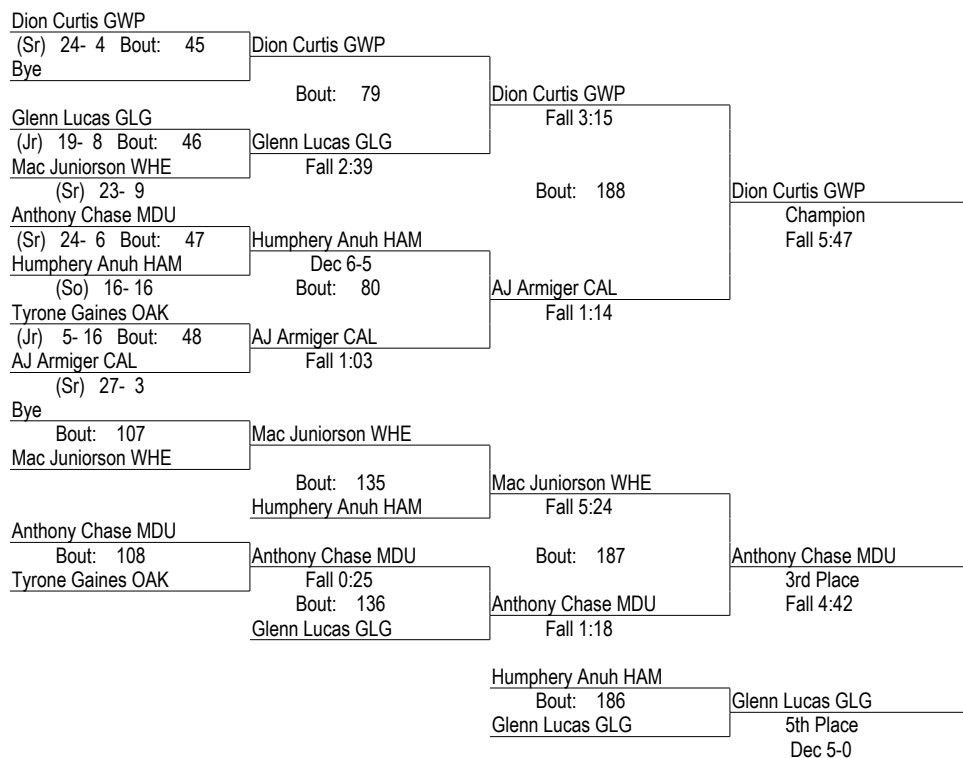 Dion Curtis GWP
(Sr) 24- 4 Bout: 45 Dion Curtis GWP
Bye
Bout: 79 Dion Curtis GWP
Glenn Lucas GLG Fall 3:15
(Jr) 19- 8 Bout: 46 Glenn Lucas GLG
Mac Juniorson WHE Fall 2:39
(Sr) 23- 9 Bout: 188 Dion Curtis GWP
Anthony Chase MDU Champion
(Sr) 24- 6 Bout: 47 Humphery Anuh HAM Fall 5:47
Humphery Anuh HAM Dec 6-5
(So) 16- 16 Bout: 80 AJ Armiger CAL
Tyrone Gaines OAK Fall 1:14
(Jr) 5- 16 Bout: 48 AJ Armiger CAL
AJ Armiger CAL Fall 1:03
(Sr) 27- 3
Bye
Bout: 107 Mac Juniorson WHE
Mac Juniorson WHE
Bout: 135 Mac Juniorson WHE
Humphery Anuh HAM Fall 5:24
Anthony Chase MDU
Bout: 108 Anthony Chase MDU Bout: 187 Anthony Chase MDU
Tyrone Gaines OAK Fall 0:25 3rd Place
Bout: 136 Anthony Chase MDU Fall 4:42
Glenn Lucas GLG Fall 1:18
Humphery Anuh HAM
Bout: 186 Glenn Lucas GLG
Glenn Lucas GLG 5th Place
Dec 5-0